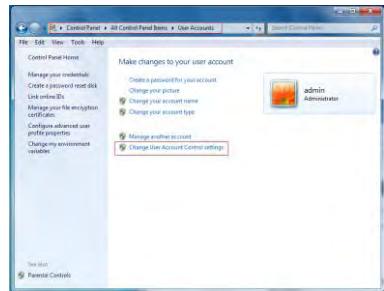 Control Panel ▸ All Control Panel Items ▸ User Accounts
Search Control Panel
File Edit View Tools Help
Control Panel Home
Manage your credentials
Create a password reset disk
Link online IDs
Manage your file encryption
certificates
Configure advanced user
profile properties
Change my environment
variables
See also
Parental Controls
Make changes to your user account
Create a password for your account
Change your picture
Change your account name
Change your account type
Manage another account
Change User Account Control settings
admin
Administrator